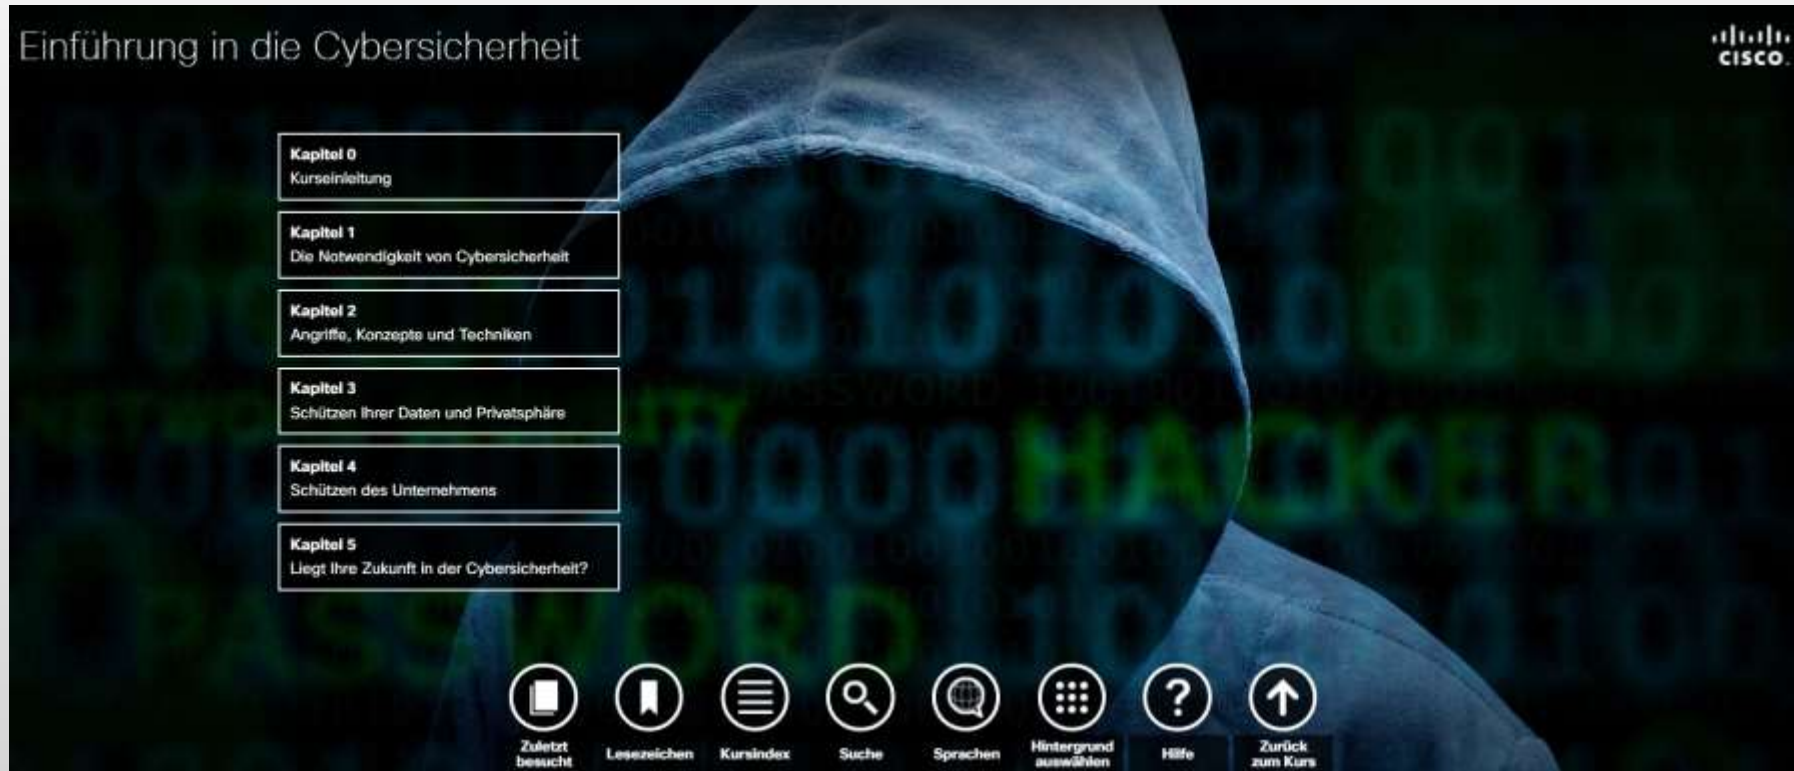 Einführung in die Cybersicherheit
CISCO
Kapitel 0
Kurseinleitung
Kapitel 1
Die Notwendigkeit von Cybersicherheit
Kapitel 2
Angriffe, Konzepte und Techniken
Kapitel 3
Schützen Ihrer Daten und Privatsphäre
Kapitel 4
Schützen des Unternehmens
Kapitel 5
Liegt Ihre Zukunft in der Cybersicherheit?
HACKER
PASSWORD
Zuletzt
besucht
Lesezeichen
Kursindex
Suche
Sprachen
Hintergrund
auswählen
Hilfe
Zurück
zum Kurs